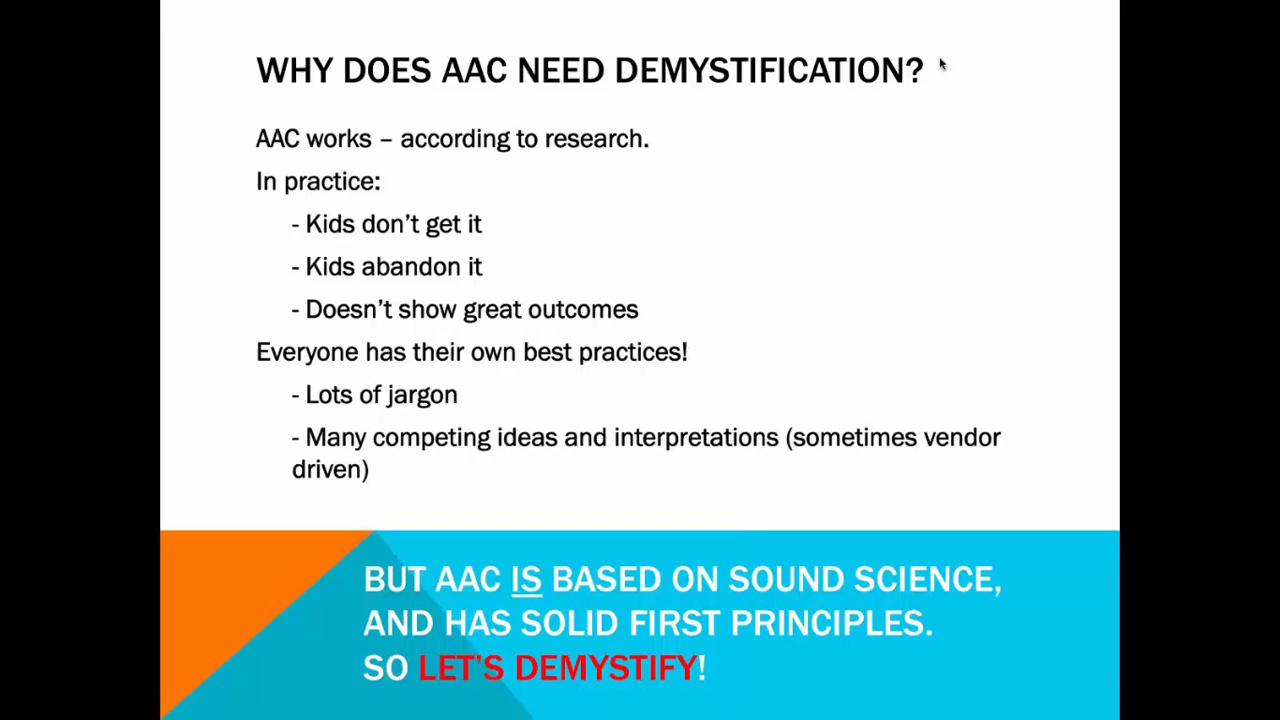 WHY DOES AAC NEED DEMYSTIFICATION?
AAC works – according to research.
In practice:
- Kids don’t get it
- Kids abandon it
- Doesn’t show great outcomes
Everyone has their own best practices!
- Lots of jargon
- Many competing ideas and interpretations (sometimes vendor
driven)
BUT AAC IS BASED ON SOUND SCIENCE,
AND HAS SOLID FIRST PRINCIPLES.
SO LET’S DEMYSTIFY!